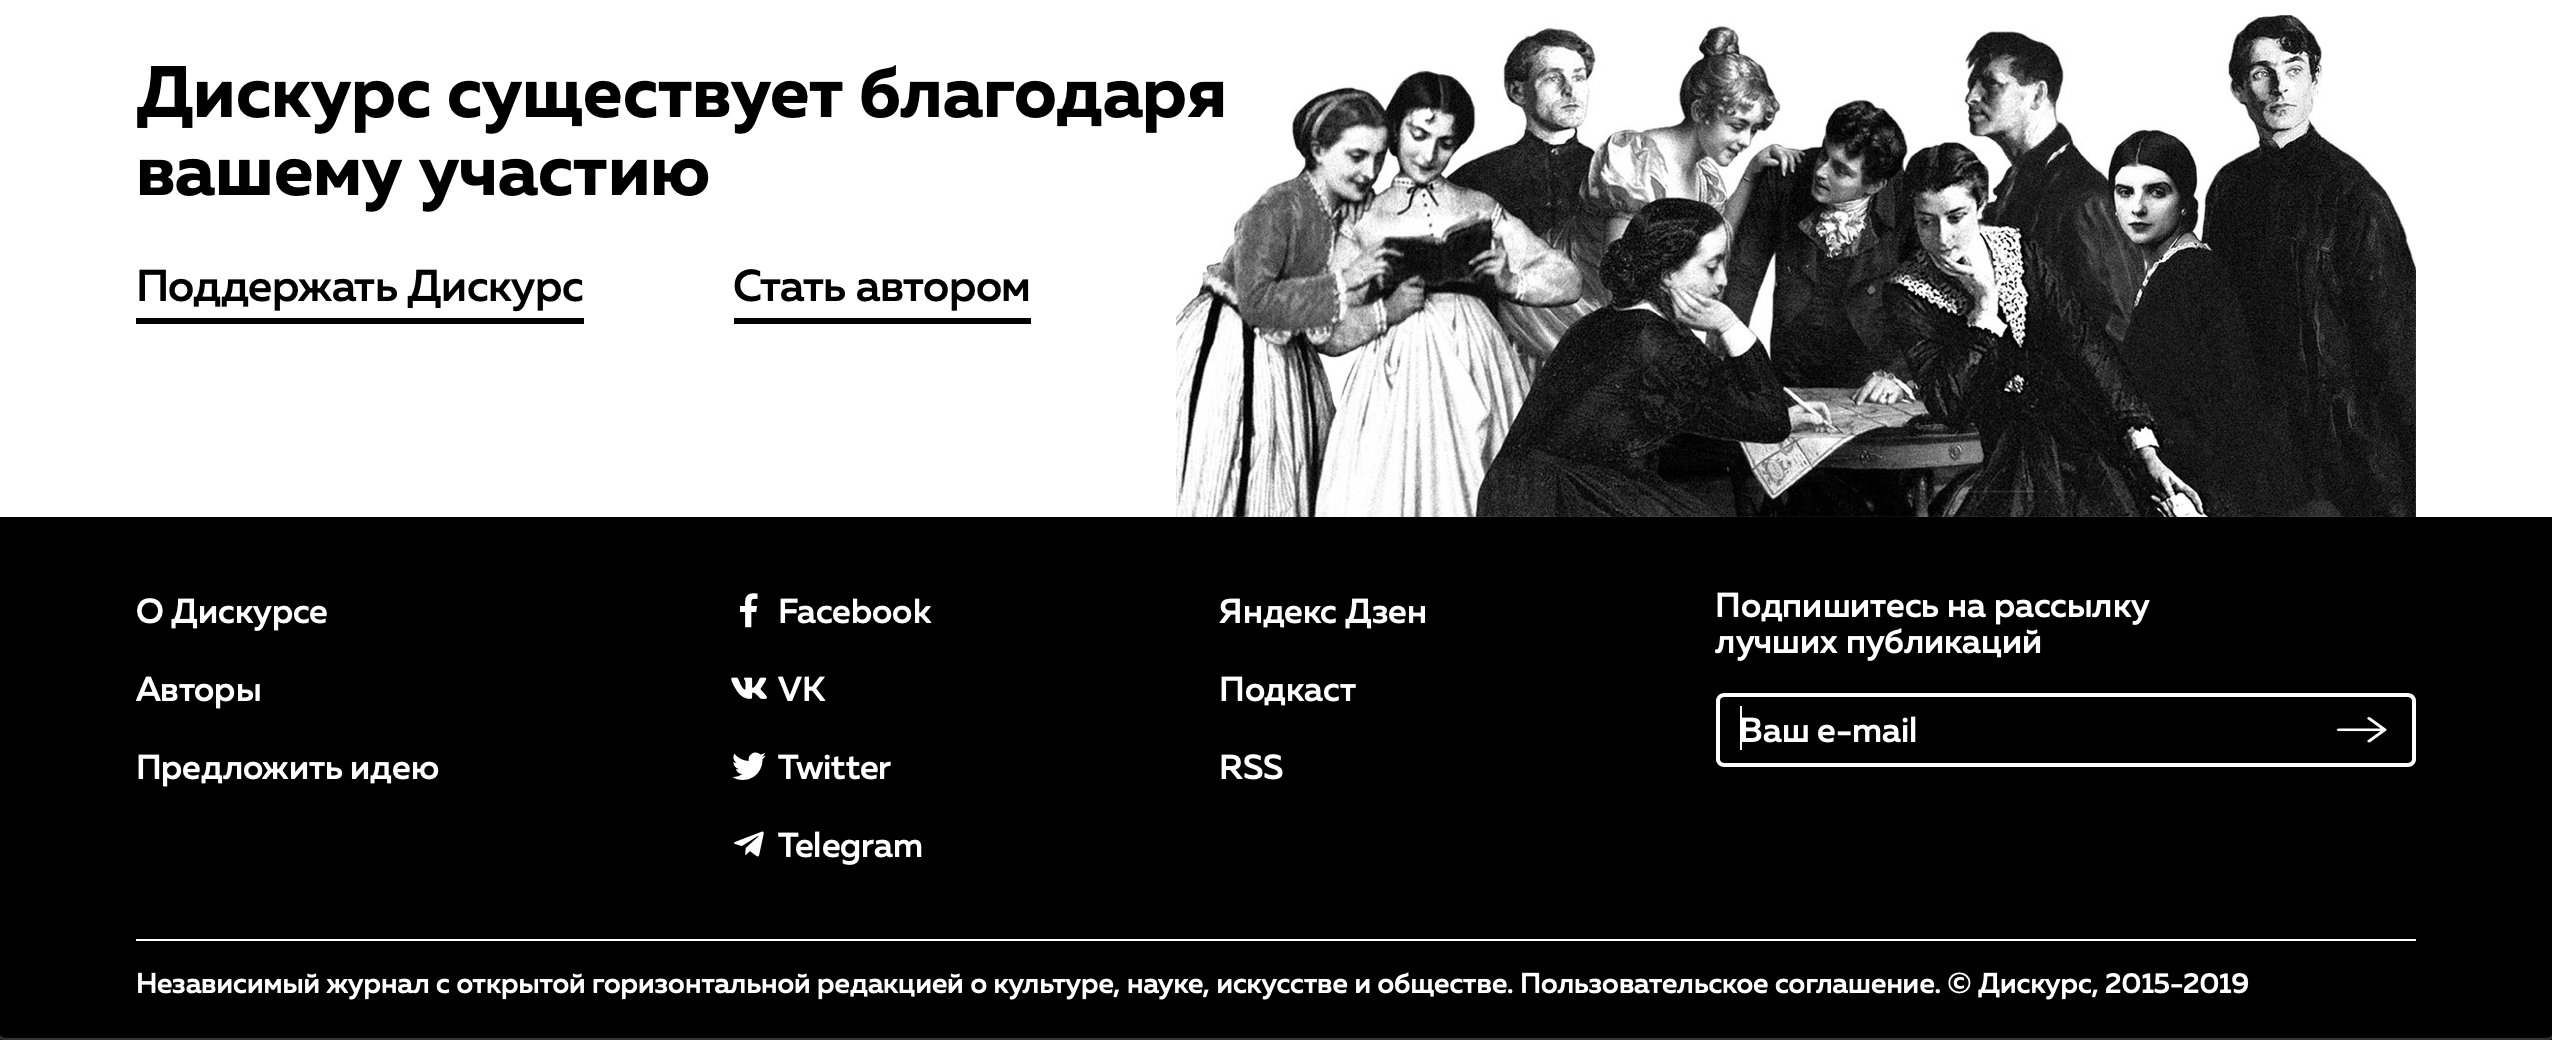 Дискурс существует благодаря
вашему участию
Поддержать Дискурс
Стать автором
О Дискурсе
Авторы
Предложить идею
Facebook
VK
Twitter
Telegram
Яндекс Дзен
Подкаст
RSS
Подпишитесь на рассылку
лучших публикаций
Ваш e-mail
Независимый журнал с открытой горизонтальной редакцией о культуре, науке, искусстве и обществе. Пользовательское соглашение. © Дискурс, 2015-2019